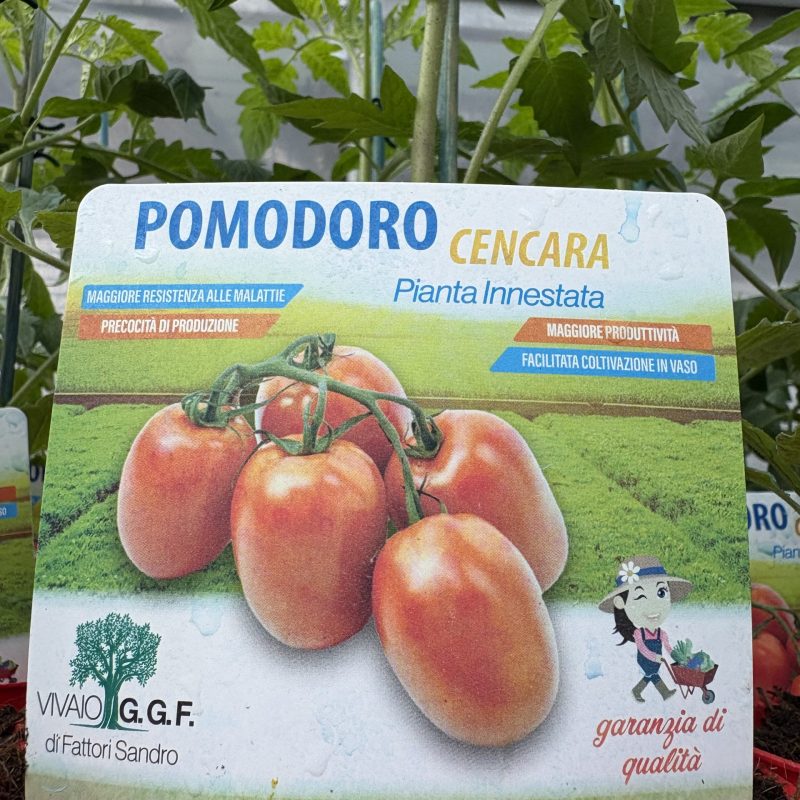 POMODORO CENCARA
Pianta Innestata
MAGGIORE RESISTENZA ALLE MALATTIE
PRECOCITÀ DI PRODUZIONE
MAGGIORE PRODUTTIVITÀ
FACILITATA COLTIVAZIONE IN VASO
VIVAIO G.G.F.
di Fattori Sandro
garanzia di
qualità